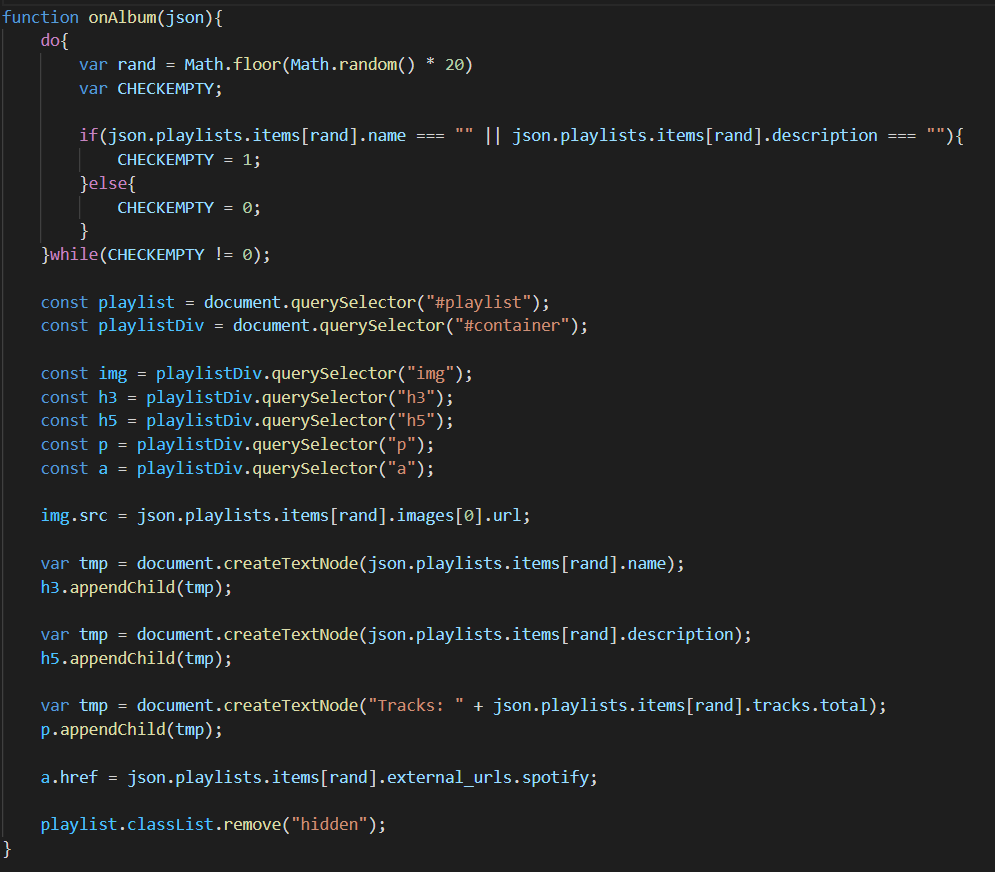 function onAlbum(json){
    do{
        var rand = Math.floor(Math.random() * 20)
        var CHECKEMPTY;

        if(json.playlists.items[rand].name === "" || json.playlists.items[rand].description === ""){
            CHECKEMPTY = 1;
        }else{
            CHECKEMPTY = 0;
        }
    }while(CHECKEMPTY != 0);

    const playlist = document.querySelector("#playlist");
    const playlistDiv = document.querySelector("#container");

    const img = playlistDiv.querySelector("img");
    const h3 = playlistDiv.querySelector("h3");
    const h5 = playlistDiv.querySelector("h5");
    const p = playlistDiv.querySelector("p");
    const a = playlistDiv.querySelector("a");

    img.src = json.playlists.items[rand].images[0].url;

    var tmp = document.createTextNode(json.playlists.items[rand].name);
    h3.appendChild(tmp);

    var tmp = document.createTextNode(json.playlists.items[rand].description);
    h5.appendChild(tmp);

    var tmp = document.createTextNode("Tracks: " + json.playlists.items[rand].tracks.total);
    p.appendChild(tmp);

    a.href = json.playlists.items[rand].external_urls.spotify;

    playlist.classList.remove("hidden");
}